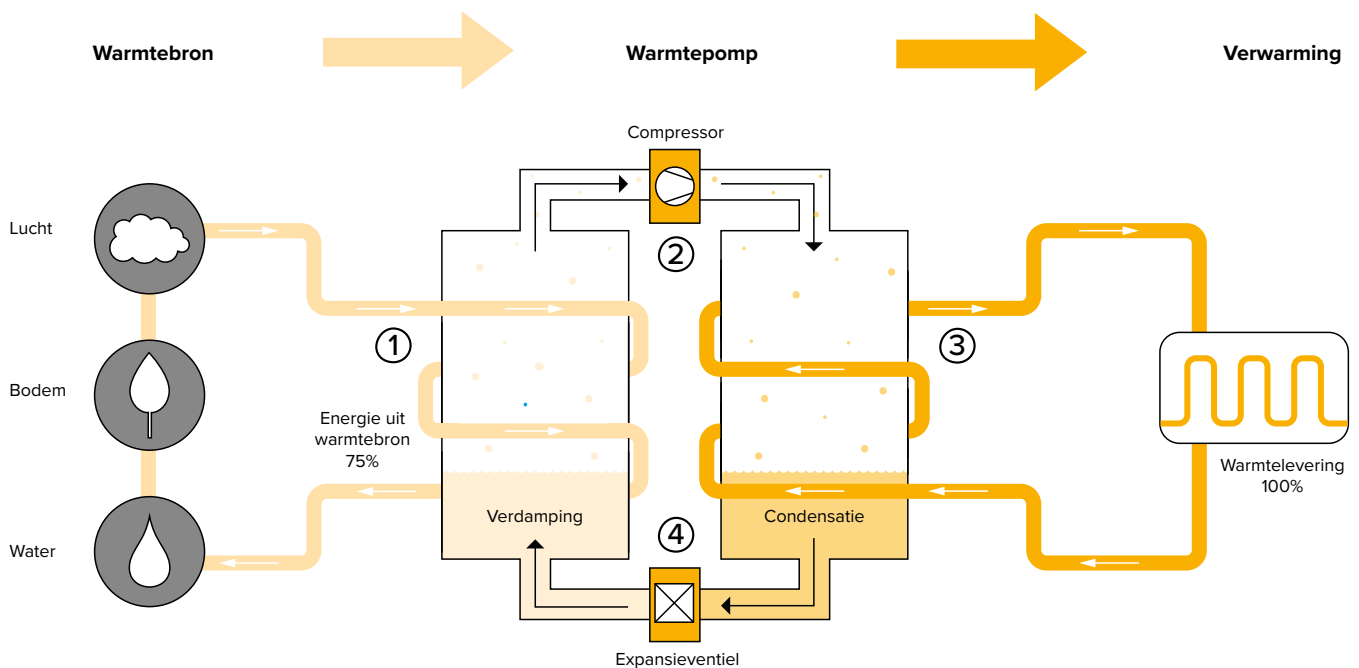 Warmtebron
Warmtepomp
Verwarming
Compressor
Lucht
2
1
3
Bodem
Energie uit
warmtebron
75%
Warmtelevering
100%
Verdamping
Condensatie
4
Water
Expansieventiel